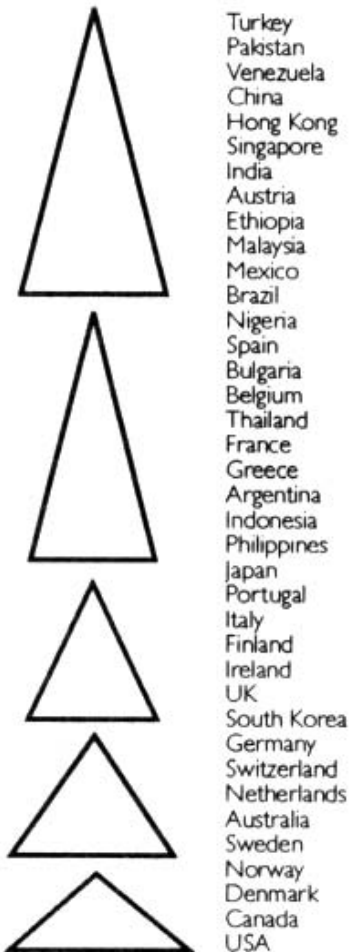 Turkey
Pakistan
Venezuela
China
Hong Kong
Singapore
India
Austria
Ethiopia
Malaysia
Mexico
Brazil
Nigeria
Spain
Bulgaria
Belgium
Thailand
France
Greece
Argentina
Indonesia
Philippines
Japan
Portugal
Italy
Finland
Ireland
UK
South Korea
Germany
Switzerland
Netherlands
Australia
Sweden
Norway
Denmark
Canada
USA